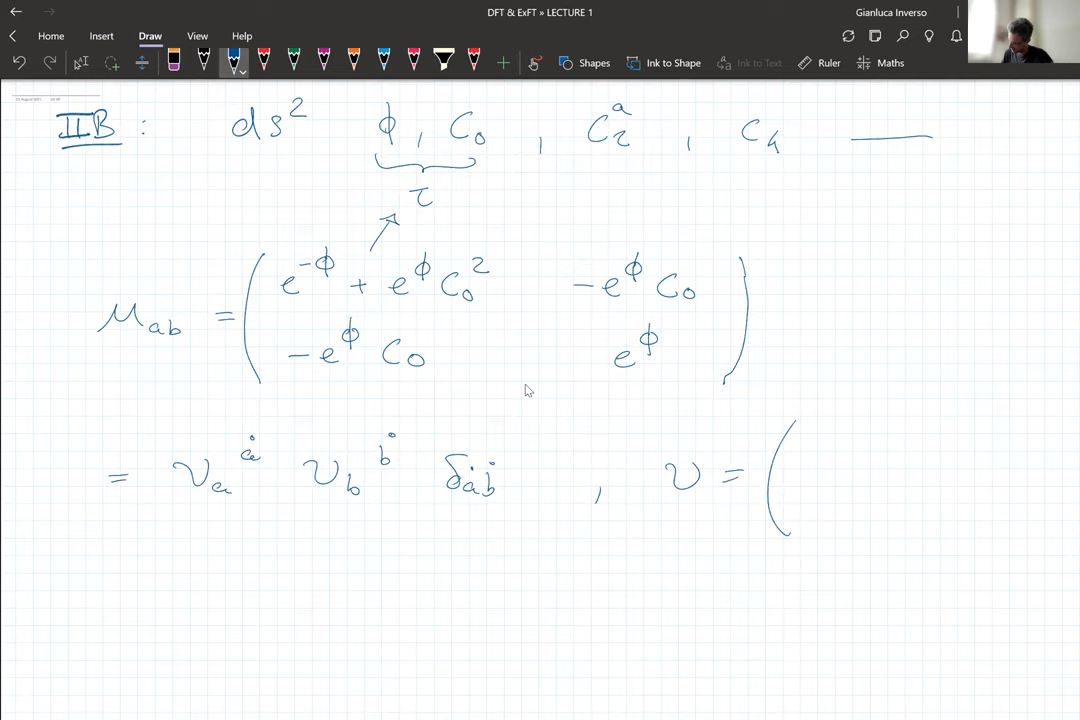 DFT & ExFT » LECTURE 1
Gianluca Inverso
Home Insert Draw View Help
Shapes Ink to Shape Ink to Text Ruler Maths
IIB : ds² ϕ , C₀ , C₂ᵃ , C₄
τ
M_ab = ( e^{-ϕ} + e^{ϕ} C₀² −e^{ϕ} C₀
−e^{ϕ} C₀ e^{ϕ} )
= v_a^{ȧ} v_b^{ḃ} δ_{ȧḃ} , v = (